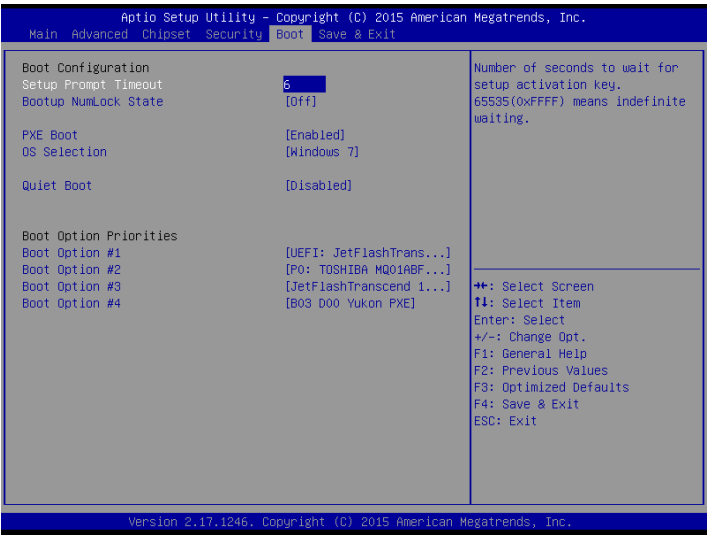 Aptio Setup Utility – Copyright (C) 2015 American Megatrends, Inc.
Main Advanced Chipset Security Boot Save & Exit
Boot Configuration
Setup Prompt Timeout 6
Bootup NumLock State [Off]
PXE Boot [Enabled]
OS Selection [Windows 7]
Quiet Boot [Disabled]
Boot Option Priorities
Boot Option #1 [UEFI: JetFlashTrans...]
Boot Option #2 [P0: TOSHIBA MQ01ABF...]
Boot Option #3 [JetFlashTranscend 1...]
Boot Option #4 [B03 D00 Yukon PXE]
Number of seconds to wait for
setup activation key.
65535(0xFFFF) means indefinite
waiting.
→←: Select Screen
↑↓: Select Item
Enter: Select
+/-: Change Opt.
F1: General Help
F2: Previous Values
F3: Optimized Defaults
F4: Save & Exit
ESC: Exit
Version 2.17.1246. Copyright (C) 2015 American Megatrends, Inc.